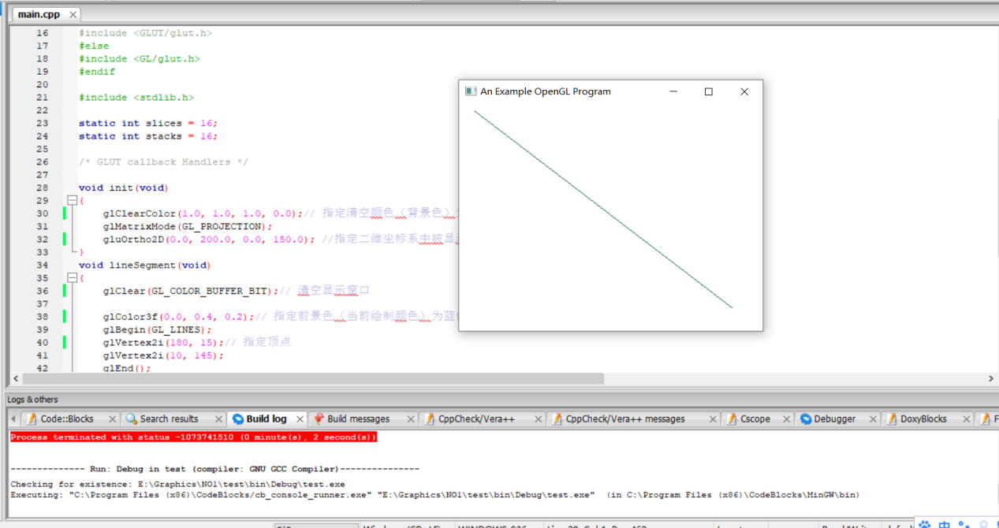 main.cpp
16 #include <GLUT/glut.h>
17 #else
18 #include <GL/glut.h>
19 #endif
20
21 #include <stdlib.h>
22
23 static int slices = 16;
24 static int stacks = 16;
25
26 /* GLUT callback Handlers */
27
28 void init(void)
29 {
30 glClearColor(1.0, 1.0, 1.0, 0.0);// 指定清空颜色（背景色）
31 glMatrixMode(GL_PROJECTION);
32 gluOrtho2D(0.0, 200.0, 0.0, 150.0); //指定二维坐标系中被显
33 }
34 void lineSegment(void)
35 {
36 glClear(GL_COLOR_BUFFER_BIT);// 清空显示窗口
37
38 glColor3f(0.0, 0.4, 0.2);// 指定前景色（当前绘制颜色）为蓝
39 glBegin(GL_LINES);
40 glVertex2i(180, 15);// 指定顶点
41 glVertex2i(10, 145);
42 glEnd();
An Example OpenGL Program
Logs & others
Code::Blocks Search results Build log Build messages CppCheck/Vera++ CppCheck/Vera++ messages Cscope Debugger DoxyBlocks F
Process terminated with status -1073741510 (0 minute(s), 2 second(s))
-------------- Run: Debug in test (compiler: GNU GCC Compiler)---------------
Checking for existence: E:\Graphics\NO1\test\bin\Debug\test.exe
Executing: "C:\Program Files (x86)\CodeBlocks/cb_console_runner.exe" "E:\Graphics\NO1\test\bin\Debug\test.exe" (in C:\Program Files (x86)\CodeBlocks\MinGW\bin)